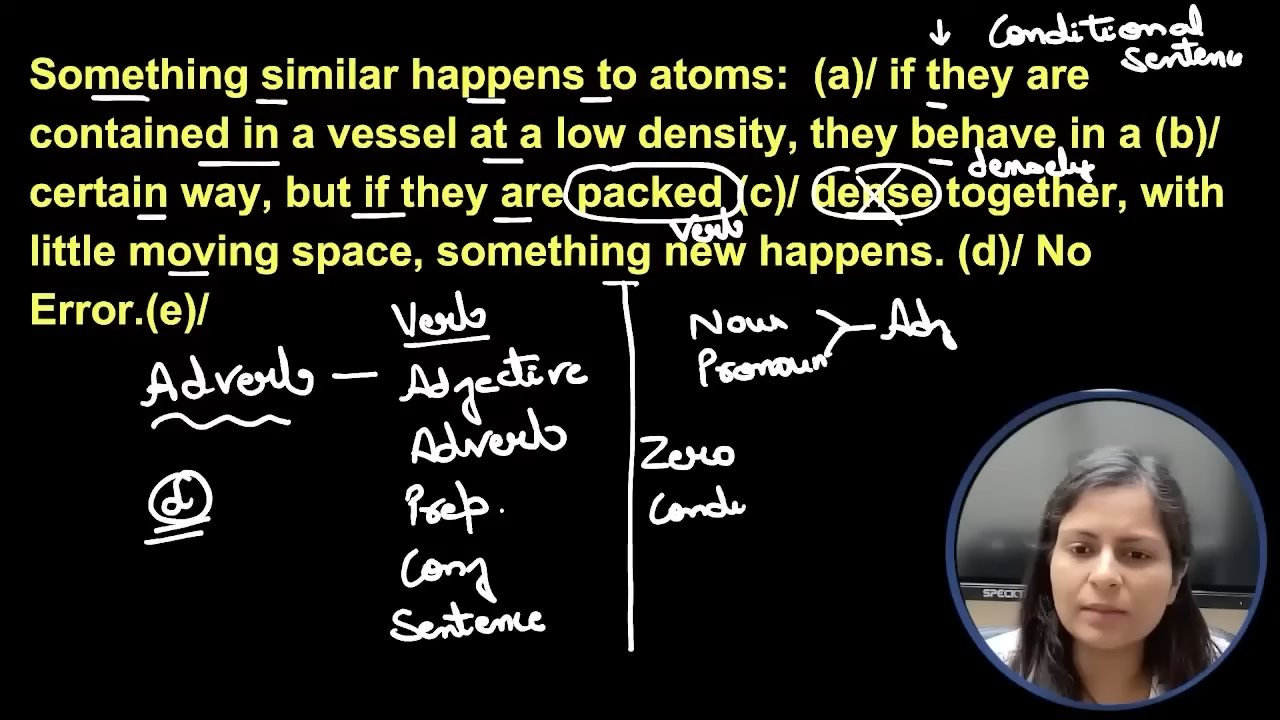 Conditional
Sentence
Something similar happens to atoms: (a)/ if they are
contained in a vessel at a low density, they behave in a (b)/
densely
certain way, but if they are packed (c)/ dense together, with
verb
little moving space, something new happens. (d)/ No
Error.(e)/
Verb
Adverb — Adjective
Adverb
Prep.
Conj
Sentence
d
Noun
Pronoun
Adj
Zero
Condi
SPECKT